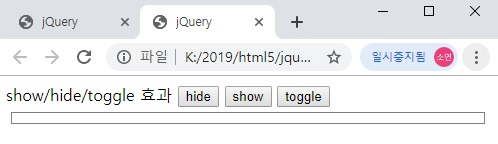 jQuery jQuery
파일 K:/2019/html5/jqu... 일시중지됨 소연
show/hide/toggle 효과 hide show toggle